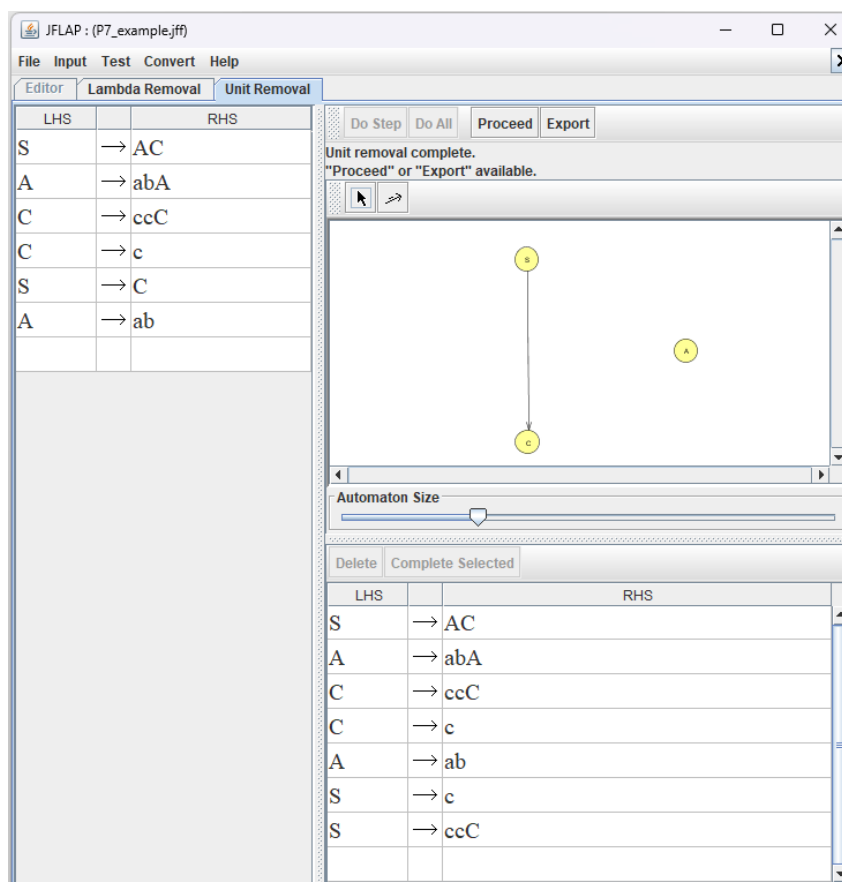 JFLAP : (P7_example.jff)
File Input Test Convert Help
Editor Lambda Removal Unit Removal
LHS RHS
S → AC
A → abA
C → ccC
C → c
S → C
A → ab
Do Step Do All Proceed Export
Unit removal complete.
"Proceed" or "Export" available.
S
A
C
Automaton Size
Delete Complete Selected
LHS RHS
S → AC
A → abA
C → ccC
C → c
A → ab
S → c
S → ccC